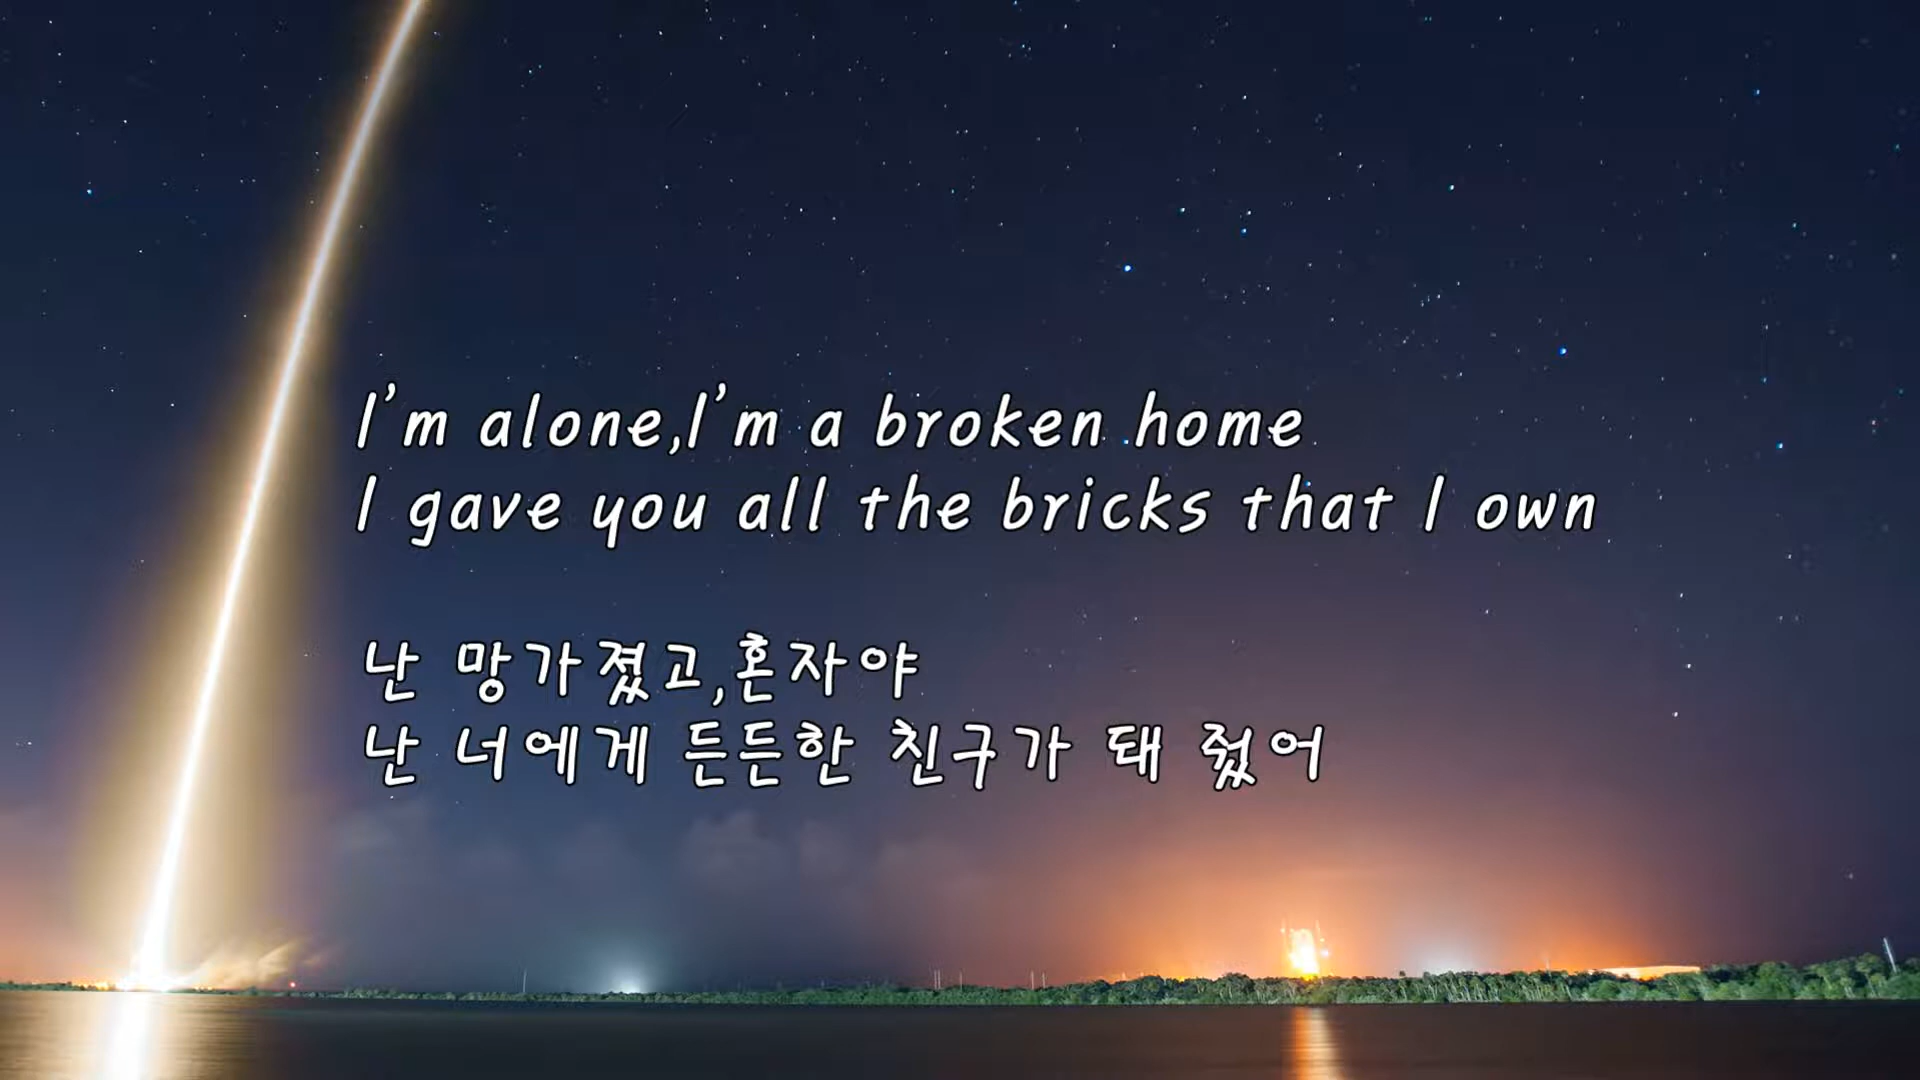 I'm alone,I'm a broken home
I gave you all the bricks that I own
난 망가졌고,혼자야
난 너에게 든든한 친구가 돼 줬어